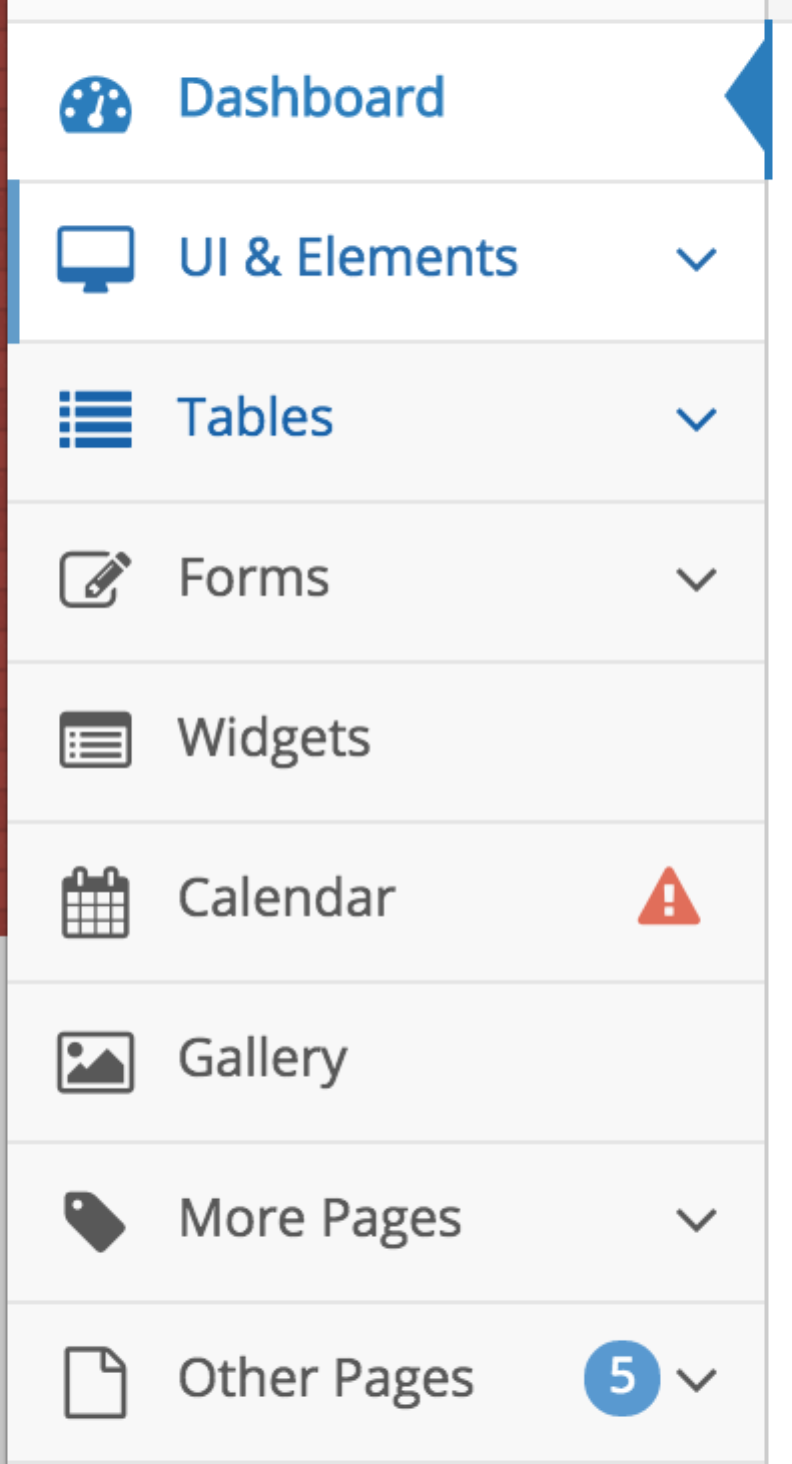 Dashboard
UI & Elements
Tables
Forms
Widgets
Calendar
Gallery
More Pages
Other Pages 5